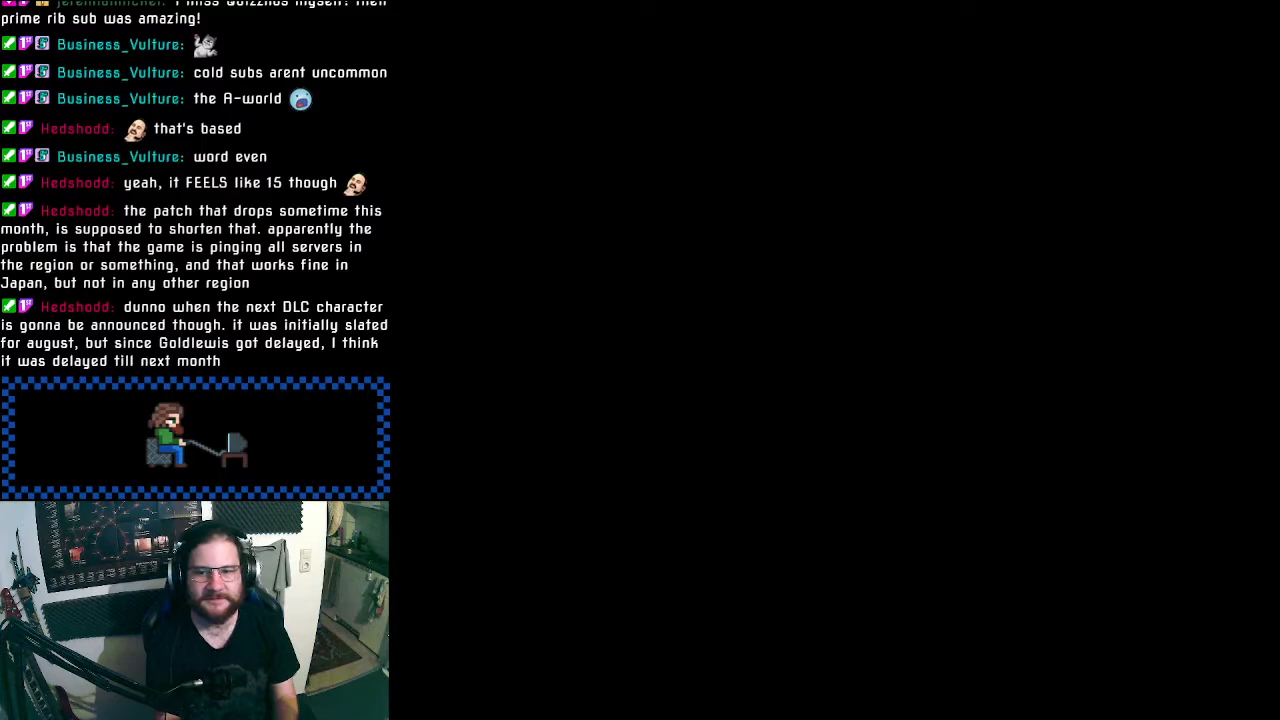 prime rib sub was amazing!
Business_Vulture:
Business_Vulture: cold subs arent uncommon
Business_Vulture: the A-world
Hedshodd: that's based
Business_Vulture: word even
Hedshodd: yeah, it FEELS like 15 though
Hedshodd: the patch that drops sometime this
month, is supposed to shorten that. apparently the
problem is that the game is pinging all servers in
the region or something, and that works fine in
Japan, but not in any other region
Hedshodd: dunno when the next DLC character
is gonna be announced though. it was initially slated
for august, but since Goldlewis got delayed, I think
it was delayed till next month